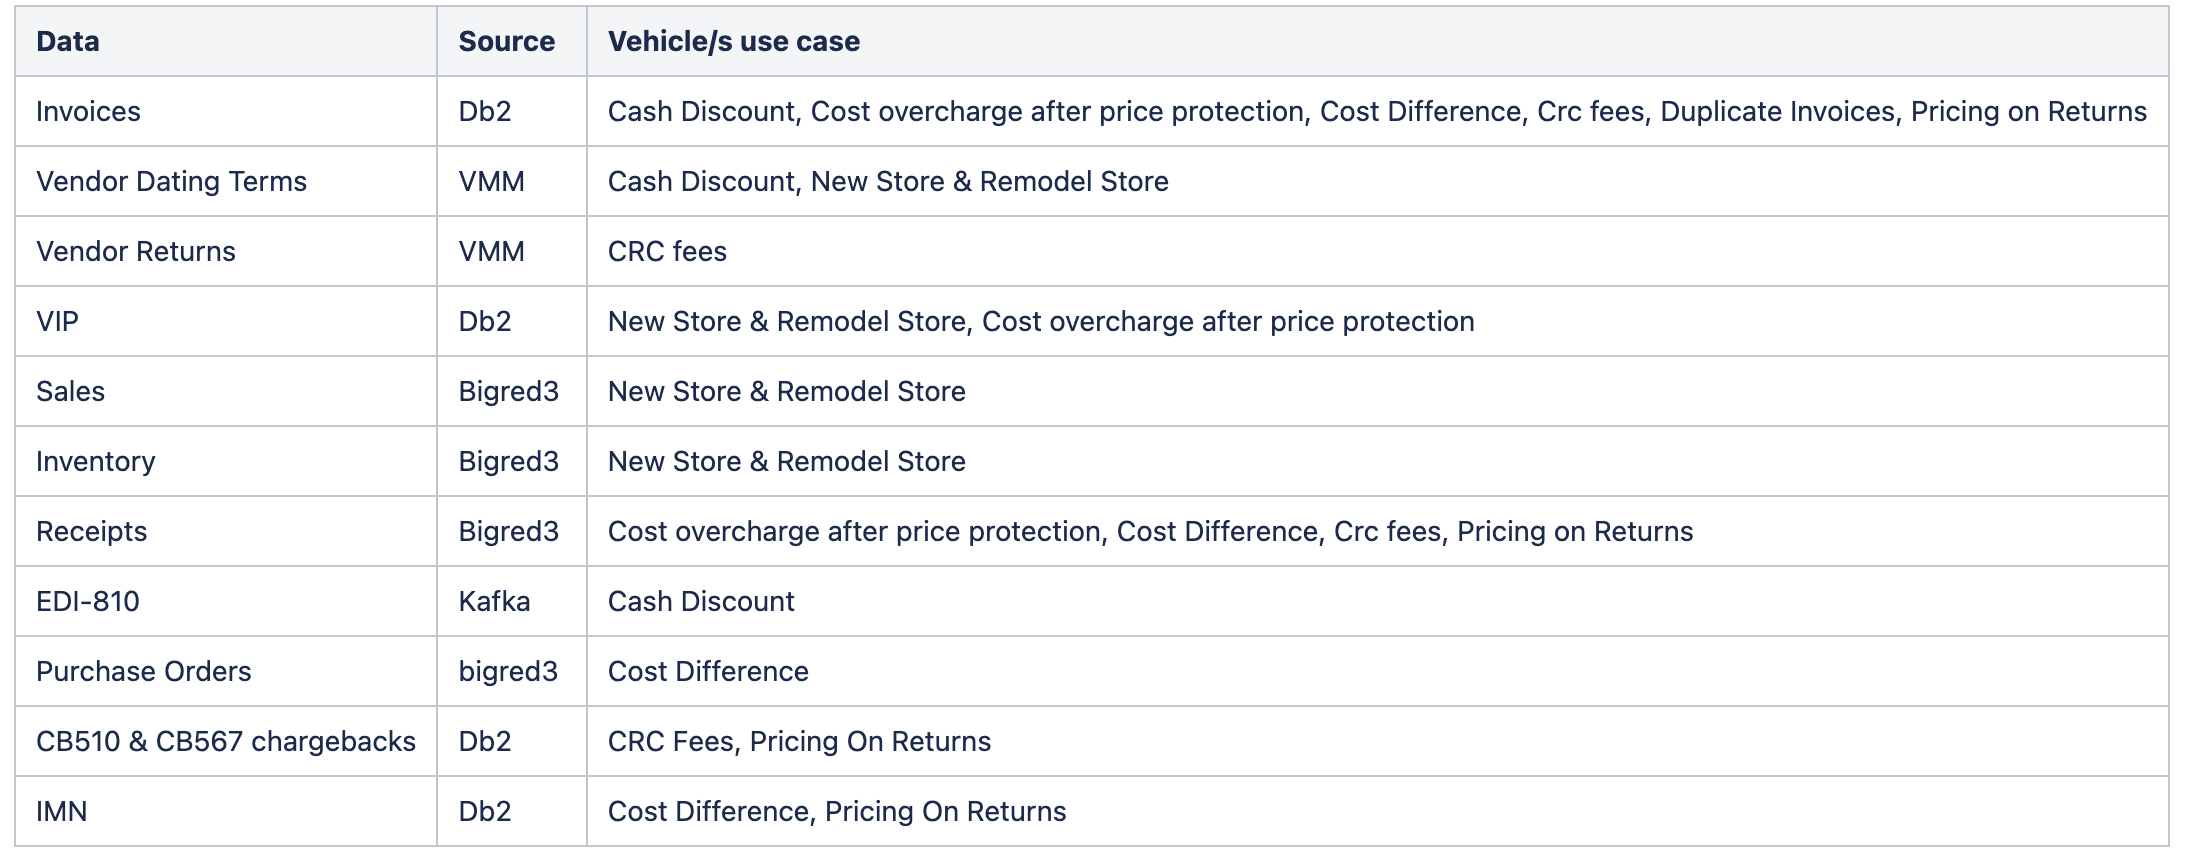 Data Source Vehicle/s use case
Invoices Db2 Cash Discount, Cost overcharge after price protection, Cost Difference, Crc fees, Duplicate Invoices, Pricing on Returns
Vendor Dating Terms VMM Cash Discount, New Store & Remodel Store
Vendor Returns VMM CRC fees
VIP Db2 New Store & Remodel Store, Cost overcharge after price protection
Sales Bigred3 New Store & Remodel Store
Inventory Bigred3 New Store & Remodel Store
Receipts Bigred3 Cost overcharge after price protection, Cost Difference, Crc fees, Pricing on Returns
EDI-810 Kafka Cash Discount
Purchase Orders bigred3 Cost Difference
CB510 & CB567 chargebacks Db2 CRC Fees, Pricing On Returns
IMN Db2 Cost Difference, Pricing On Returns